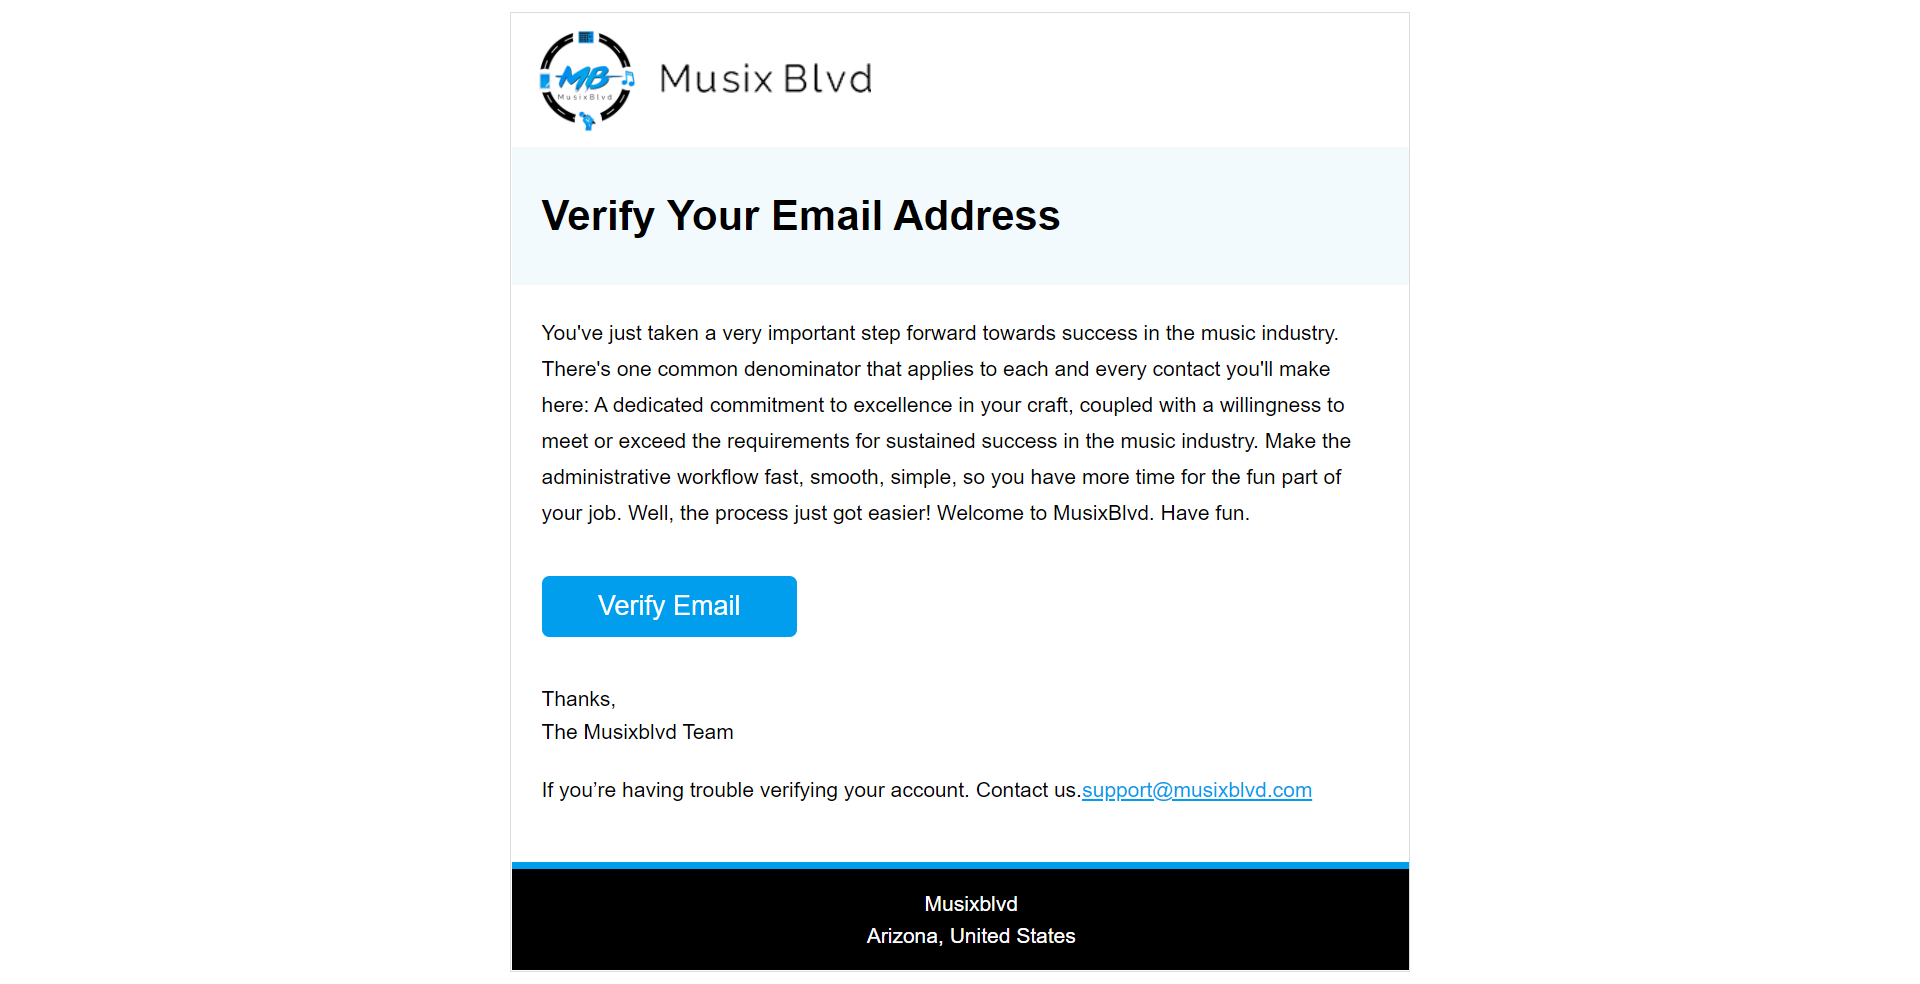 MB
MusixBlvd
Musix Blvd
Verify Your Email Address
You've just taken a very important step forward towards success in the music industry.
There's one common denominator that applies to each and every contact you'll make
here: A dedicated commitment to excellence in your craft, coupled with a willingness to
meet or exceed the requirements for sustained success in the music industry. Make the
administrative workflow fast, smooth, simple, so you have more time for the fun part of
your job. Well, the process just got easier! Welcome to MusixBlvd. Have fun.
Verify Email
Thanks,
The Musixblvd Team
If you’re having trouble verifying your account. Contact us.support@musixblvd.com
Musixblvd
Arizona, United States